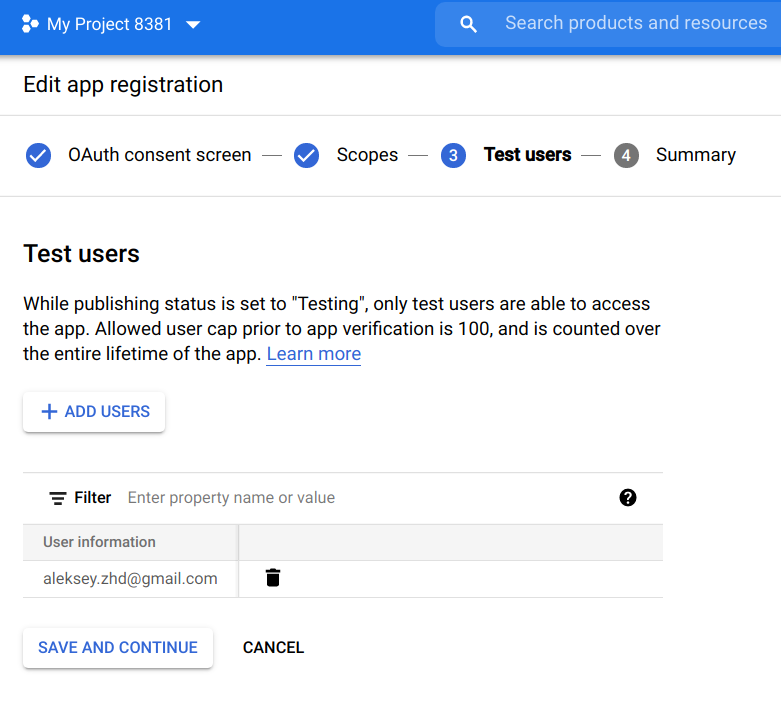 My Project 8381
Search products and resources
Edit app registration
OAuth consent screen
Scopes
3 Test users
4 Summary
Test users
While publishing status is set to "Testing", only test users are able to access
the app. Allowed user cap prior to app verification is 100, and is counted over
the entire lifetime of the app. Learn more
ADD USERS
Filter Enter property name or value
User information
aleksey.zhd@gmail.com
SAVE AND CONTINUE
CANCEL